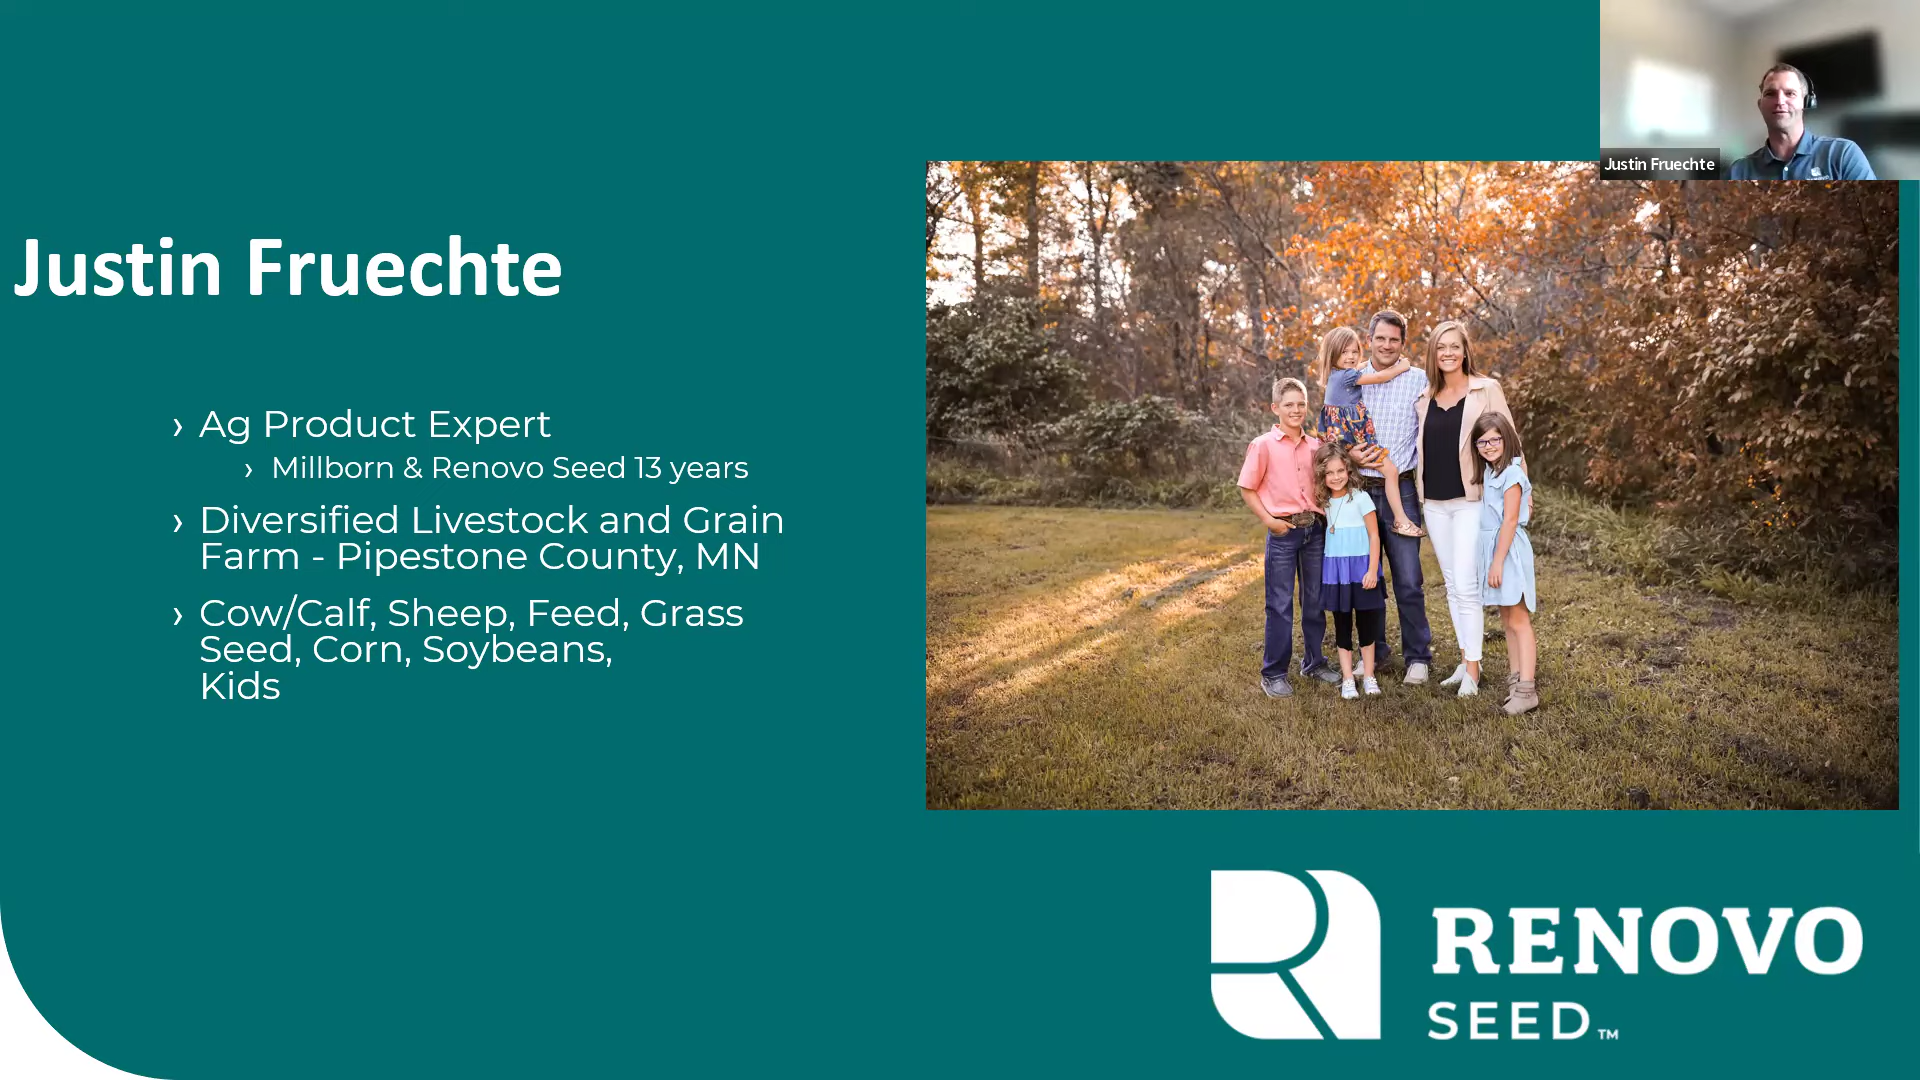 Justin Fruechte
Justin Fruechte
› Ag Product Expert
› Millborn & Renovo Seed 13 years
› Diversified Livestock and Grain
Farm - Pipestone County, MN
› Cow/Calf, Sheep, Feed, Grass
Seed, Corn, Soybeans,
Kids
RENOVO
SEED™